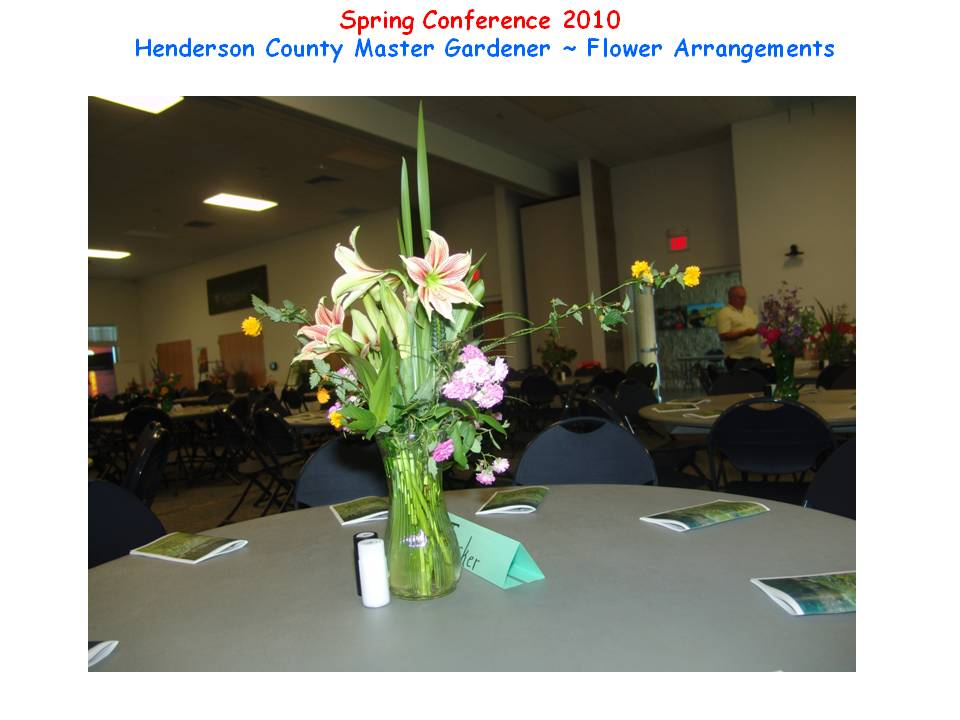 Spring Conference 2010
Henderson County Master Gardener ~ Flower Arrangements